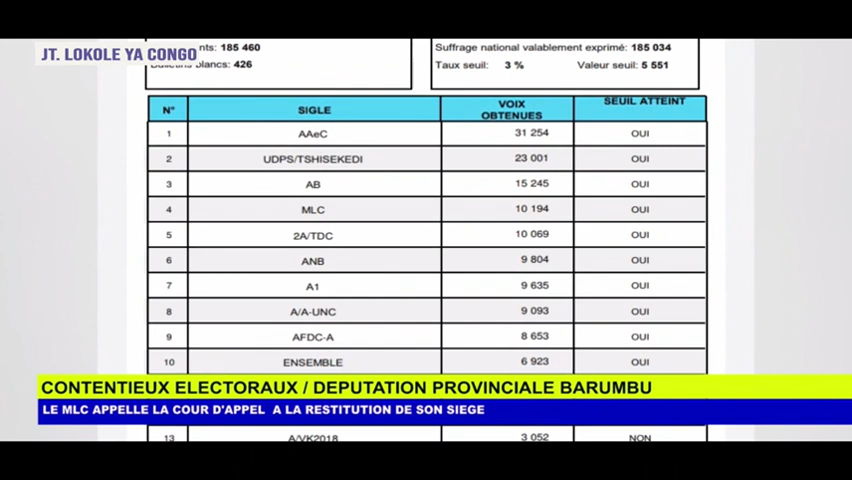 JT. LOKOLE YA CONGO
nts: 185 460
Bulletins blancs: 426
Suffrage national valablement exprimé: 185 034
Taux seuil: 3 % Valeur seuil: 5 551
N° SIGLE VOIX OBTENUES SEUIL ATTEINT
1 AAeC 31 254 OUI
2 UDPS/TSHISEKEDI 23 001 OUI
3 AB 15 245 OUI
4 MLC 10 194 OUI
5 2A/TDC 10 069 OUI
6 ANB 9 804 OUI
7 A1 9 635 OUI
8 A/A-UNC 9 093 OUI
9 AFDC-A 8 653 OUI
10 ENSEMBLE 6 923 OUI
CONTENTIEUX ELECTORAUX / DEPUTATION PROVINCIALE BARUMBU
LE MLC APPELLE LA COUR D'APPEL A LA RESTITUTION DE SON SIEGE
13 A/VK2018 3 052 NON